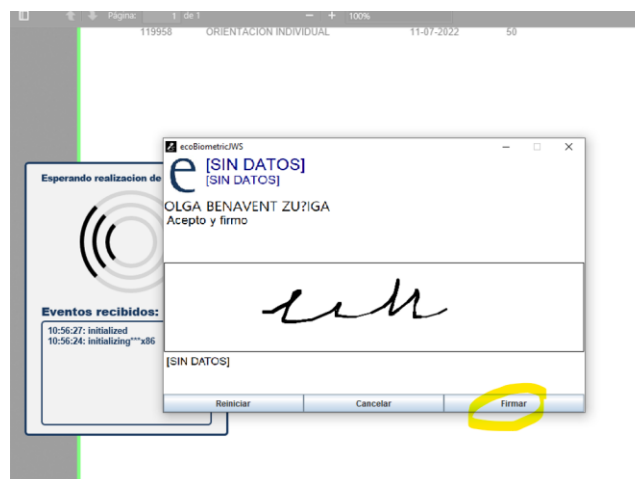 Página: 1 de 1 − + 100%
119958 ORIENTACIÓN INDIVIDUAL 11-07-2022 50
ecoBiometricJWS
e [SIN DATOS]
[SIN DATOS]
OLGA BENAVENT ZU?IGA
Acepto y firmo
Esperando realizacion de
Eventos recibidos:
10:56:27: initialized
10:56:24: initializing***x86
[SIN DATOS]
Reiniciar Cancelar Firmar